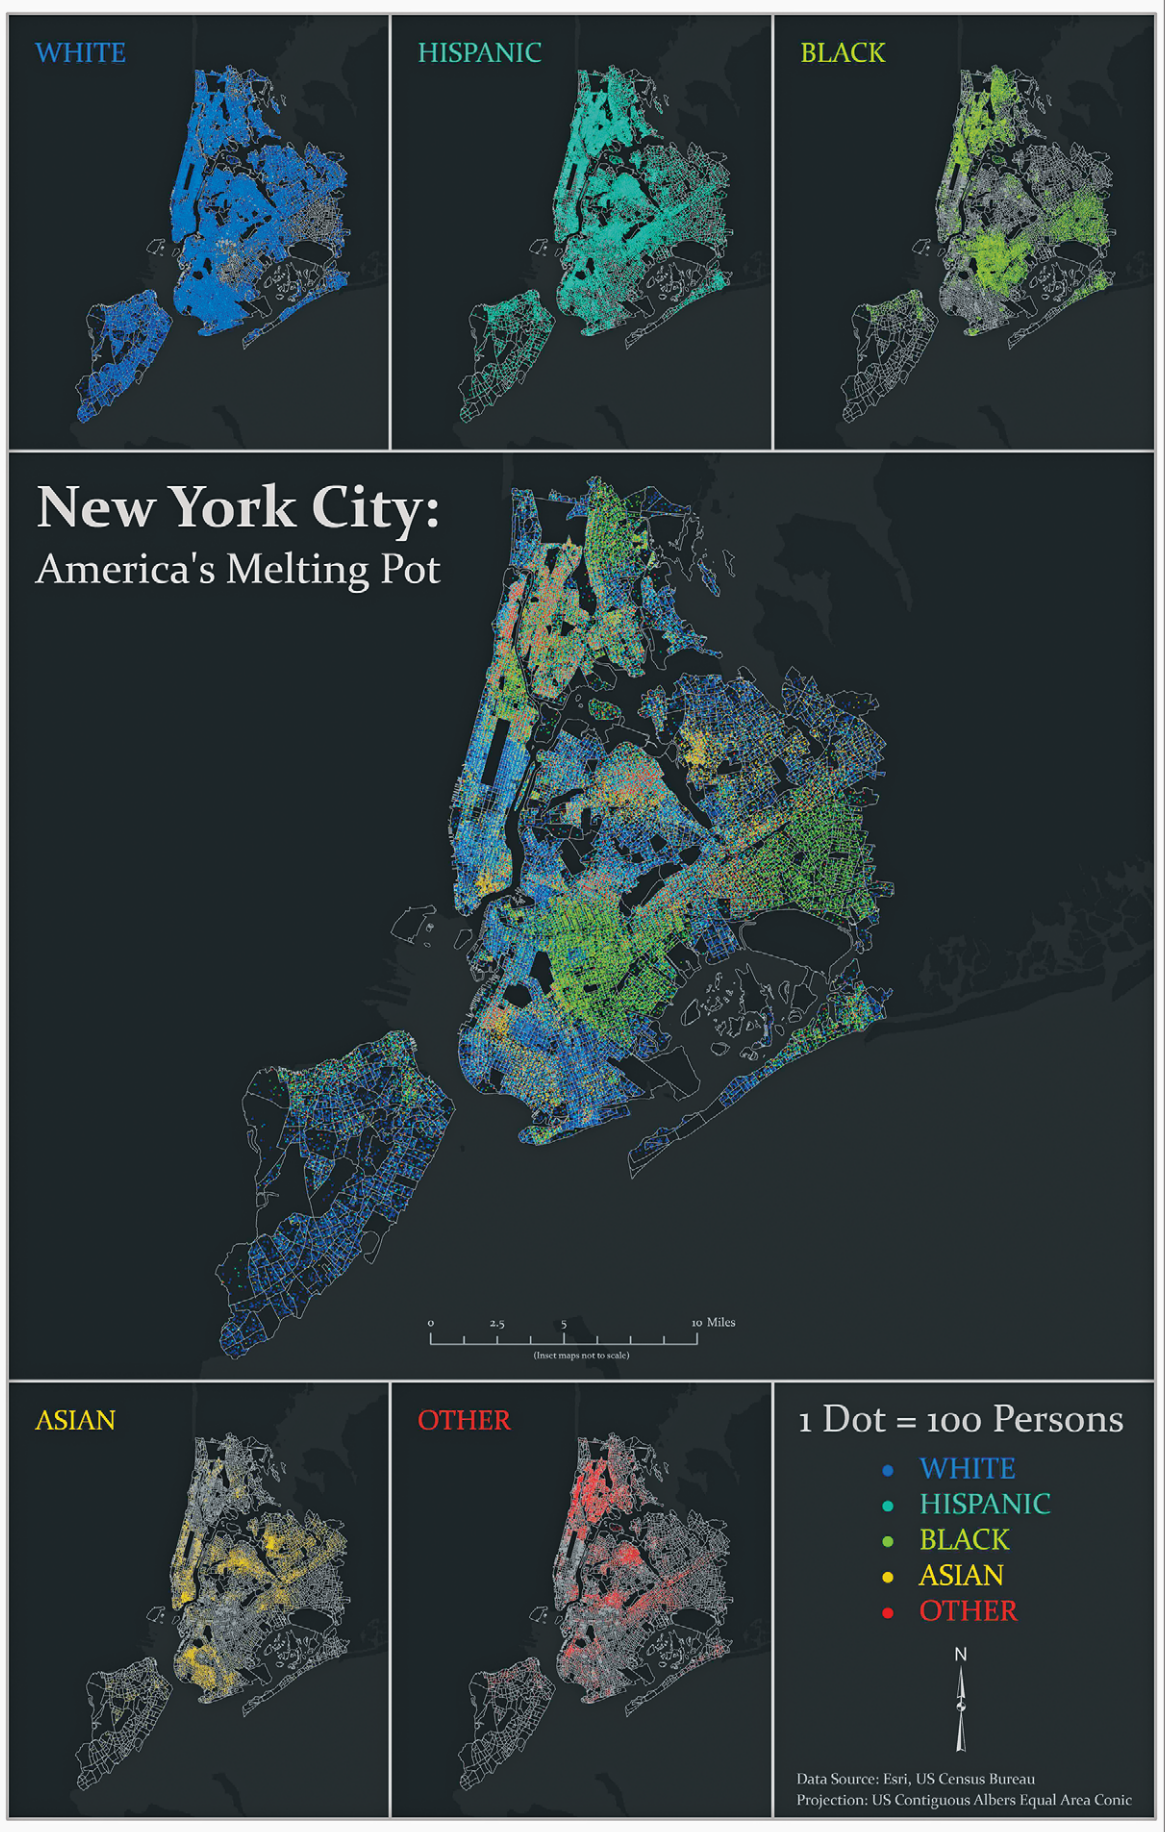 WHITE
HISPANIC
BLACK
New York City:
America's Melting Pot
0 2.5 5 10 Miles
(Inset maps not to scale)
ASIAN
OTHER
1 Dot = 100 Persons
WHITE
HISPANIC
BLACK
ASIAN
OTHER
N
Data Source: Esri, US Census Bureau
Projection: US Contiguous Albers Equal Area Conic